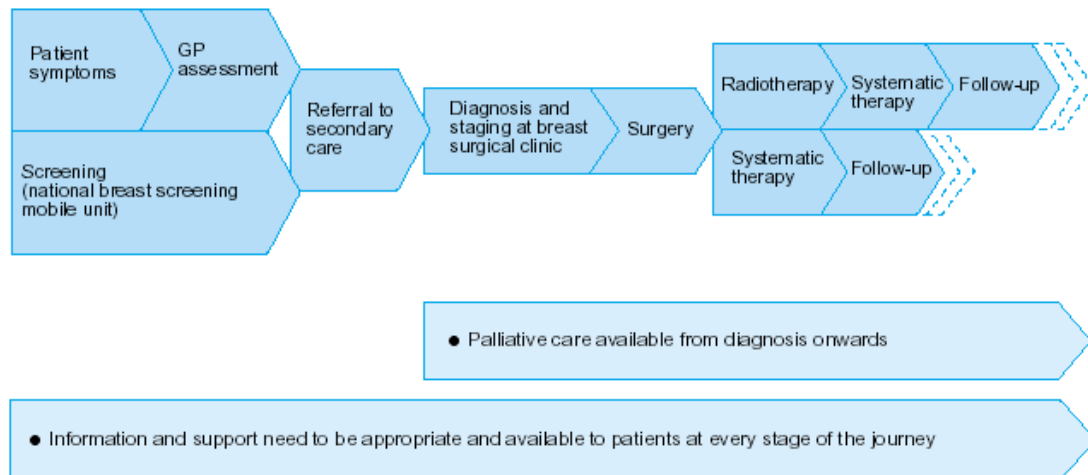 Patient
symptoms
GP
assessment
Screening
(national breast screening
mobile unit)
Referral to
secondary
care
Diagnosis and
staging at breast
surgical clinic
Surgery
Radiotherapy
Systematic
therapy
Follow-up
Systematic
therapy
Follow-up
● Palliative care available from diagnosis onwards
● Information and support need to be appropriate and available to patients at every stage of the journey